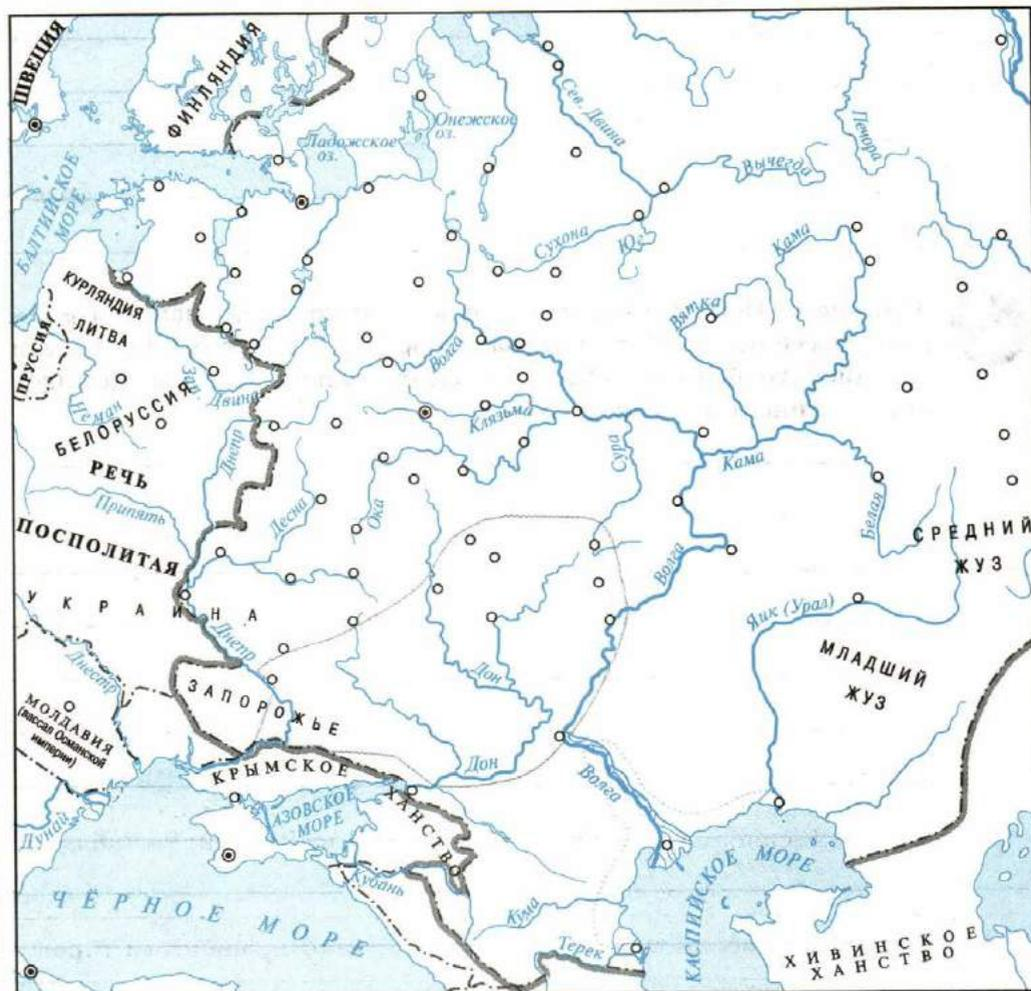 ШВЕЦИЯ
ФИНЛЯНДИЯ
Ладожское
оз.
Онежское
оз.
Сев. Двина
Вычегда
Печора
БАЛТИЙСКОЕ
МОРЕ
Сухона
Юг
Кама
Вятка
КУРЛЯНДИЯ
ЛИТВА
(ПРУССИЯ)
Неман
Зап.
Двина
БЕЛОРУССИЯ
Волга
Клязьма
Днепр
Сура
Кама
РЕЧЬ
Припять
Десна
Ока
Белая
СРЕДНИЙ
ЖУЗ
ПОСПОЛИТАЯ
Волга
УКРАИНА
Днепр
Яик (Урал)
МЛАДШИЙ
ЖУЗ
Днестр
Дон
ЗАПОРОЖЬЕ
МОЛДАВИЯ
(вассал Османской
империи)
КРЫМСКОЕ
ХАНСТВО
Дон
Волга
Дунай
АЗОВСКОЕ
МОРЕ
Кубань
Кума
Терек
ЧЁРНОЕ МОРЕ
КАСПИЙСКОЕ МОРЕ
ХИВИНСКОЕ
ХАНСТВО